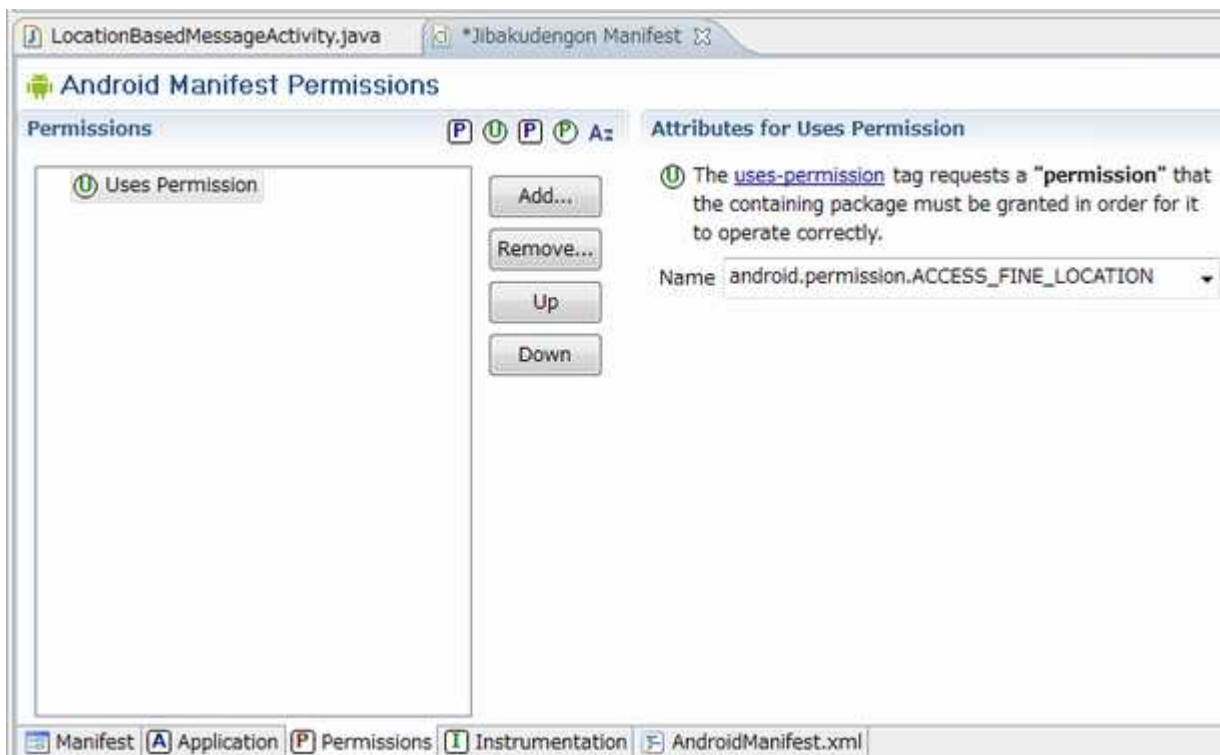 LocationBasedMessageActivity.java
*Jibakudengon Manifest
Android Manifest Permissions
Permissions
P U P P Az
Uses Permission
Add...
Remove...
Up
Down
Attributes for Uses Permission
U The uses-permission tag requests a "permission" that
the containing package must be granted in order for it
to operate correctly.
Name android.permission.ACCESS_FINE_LOCATION
Manifest A Application P Permissions I Instrumentation AndroidManifest.xml